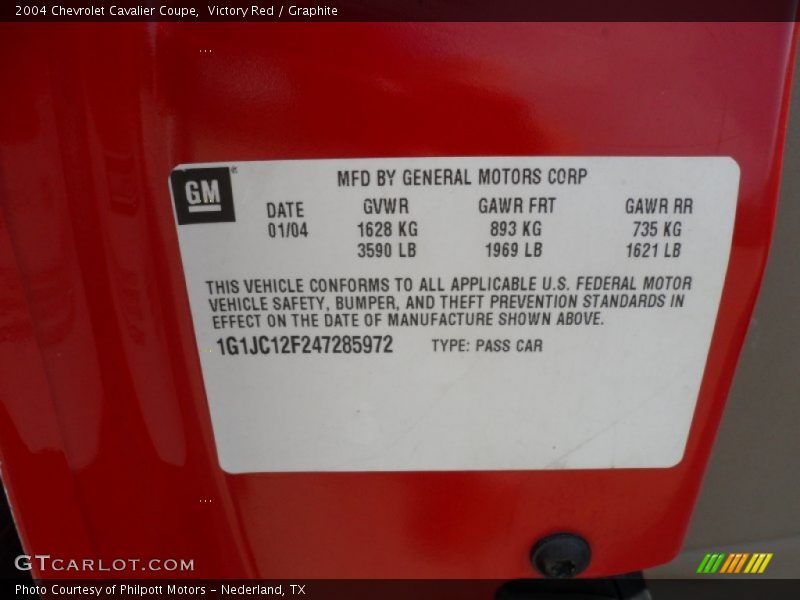 2004 Chevrolet Cavalier Coupe,  Victory Red / Graphite
...
GM
MFD BY GENERAL MOTORS CORP
DATE GVWR GAWR FRT GAWR RR
01/04 1628 KG 893 KG 735 KG
3590 LB 1969 LB 1621 LB
THIS VEHICLE CONFORMS TO ALL APPLICABLE U.S. FEDERAL MOTOR
VEHICLE SAFETY, BUMPER, AND THEFT PREVENTION STANDARDS IN
EFFECT ON THE DATE OF MANUFACTURE SHOWN ABOVE.
1G1JC12F247285972 TYPE: PASS CAR
...
GTCARLOT.COM
Photo Courtesy of Philpott Motors - Nederland, TX